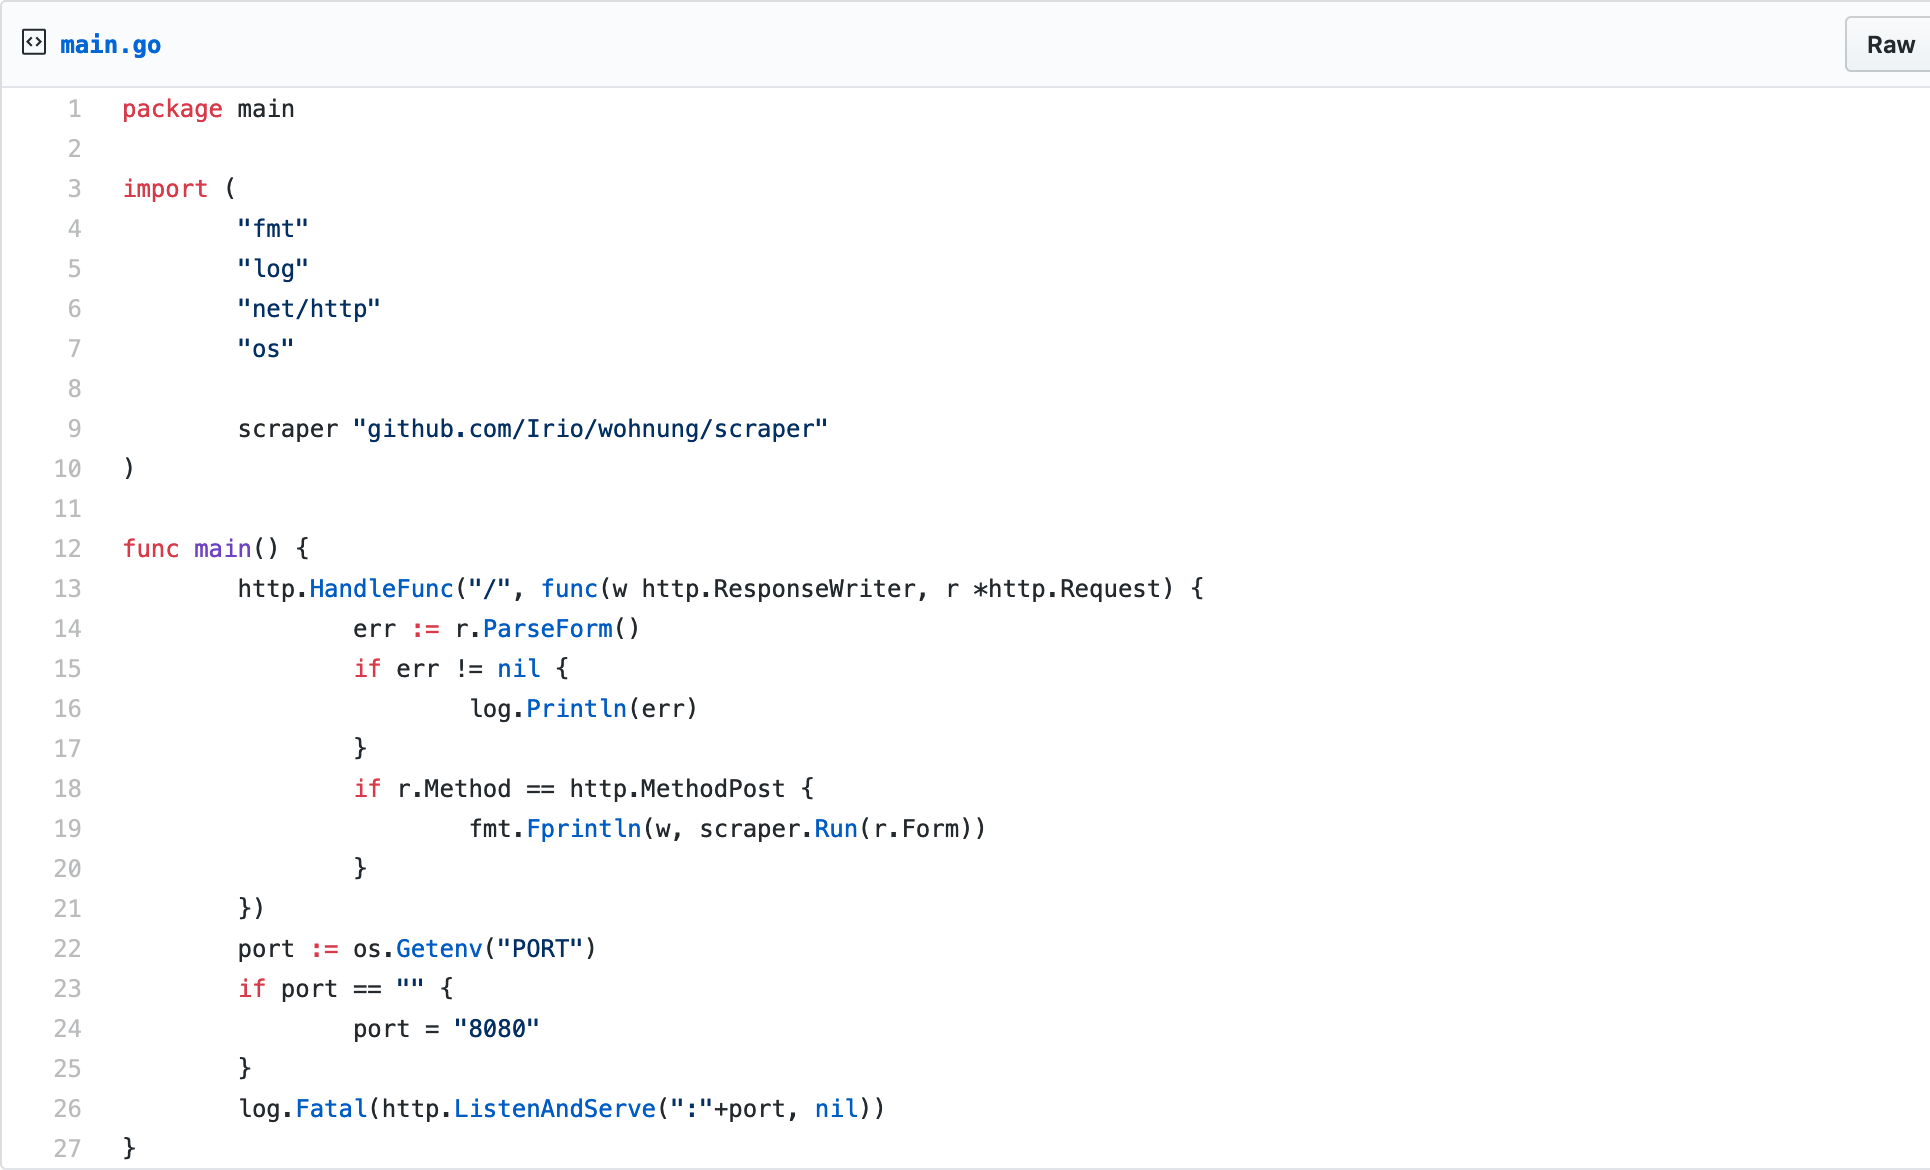 main.go
Raw
1 package main
2
3 import (
4 "fmt"
5 "log"
6 "net/http"
7 "os"
8
9 scraper "github.com/Irio/wohnung/scraper"
10 )
11
12 func main() {
13 http.HandleFunc("/", func(w http.ResponseWriter, r *http.Request) {
14 err := r.ParseForm()
15 if err != nil {
16 log.Println(err)
17 }
18 if r.Method == http.MethodPost {
19 fmt.Fprintln(w, scraper.Run(r.Form))
20 }
21 })
22 port := os.Getenv("PORT")
23 if port == "" {
24 port = "8080"
25 }
26 log.Fatal(http.ListenAndServe(":"+port, nil))
27 }